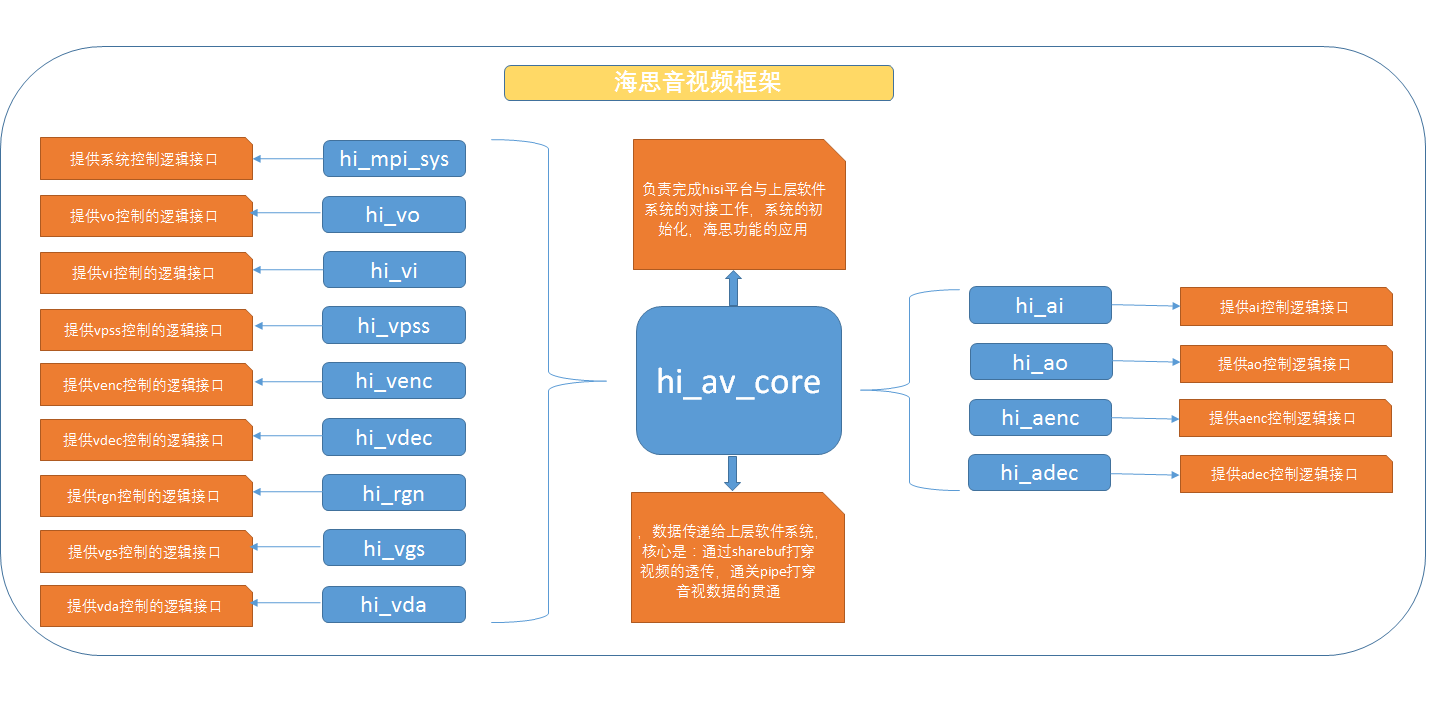 海思音视频框架
提供系统控制逻辑接口
hi_mpi_sys
提供vo控制的逻辑接口
hi_vo
提供vi控制的逻辑接口
hi_vi
提供vpss控制的逻辑接口
hi_vpss
提供venc控制的逻辑接口
hi_venc
提供vdec控制的逻辑接口
hi_vdec
提供rgn控制的逻辑接口
hi_rgn
提供vgs控制的逻辑接口
hi_vgs
提供vda控制的逻辑接口
hi_vda
负责完成hisi平台与上层软件
系统的对接工作，系统的初
始化，海思功能的应用
hi_av_core
，数据传递给上层软件系统，
核心是：通过sharebuf打穿
视频的透传，通关pipe打穿
音视数据的贯通
hi_ai
提供ai控制逻辑接口
hi_ao
提供ao控制逻辑接口
hi_aenc
提供aenc控制逻辑接口
hi_adec
提供adec控制逻辑接口